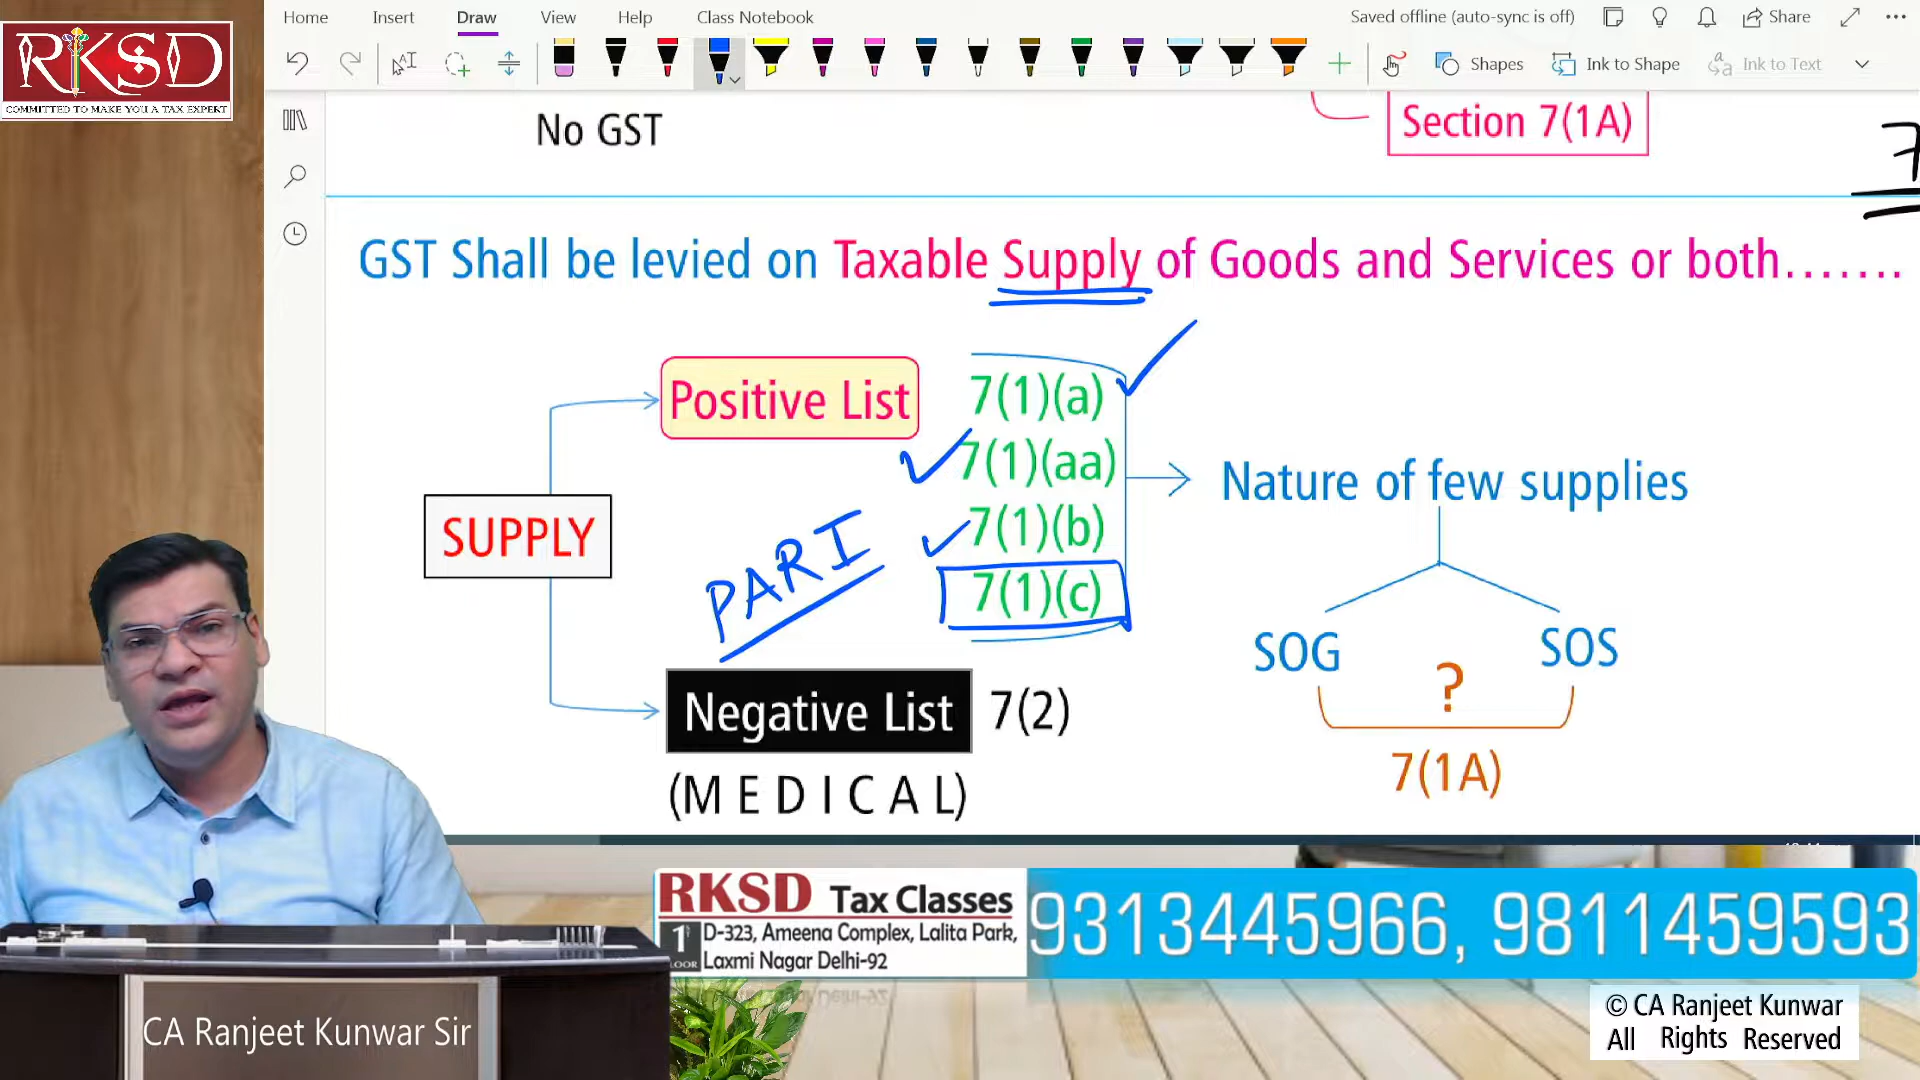 Home Insert Draw View Help Class Notebook
Saved offline (auto-sync is off) Share
Shapes Ink to Shape Ink to Text
RKSD
COMMITTED TO MAKE YOU A TAX EXPERT
No GST
Section 7(1A)
7
GST Shall be levied on Taxable Supply of Goods and Services or both.......
SUPPLY
Positive List
7(1)(a)
7(1)(aa)
7(1)(b)
7(1)(c)
PARI
Nature of few supplies
SOG
SOS
?
7(1A)
Negative List 7(2)
(M E D I C A L)
RKSD Tax Classes
D-323, Ameena Complex, Lalita Park,
Laxmi Nagar Delhi-92
9313445966, 9811459593
CA Ranjeet Kunwar Sir
© CA Ranjeet Kunwar
All Rights Reserved